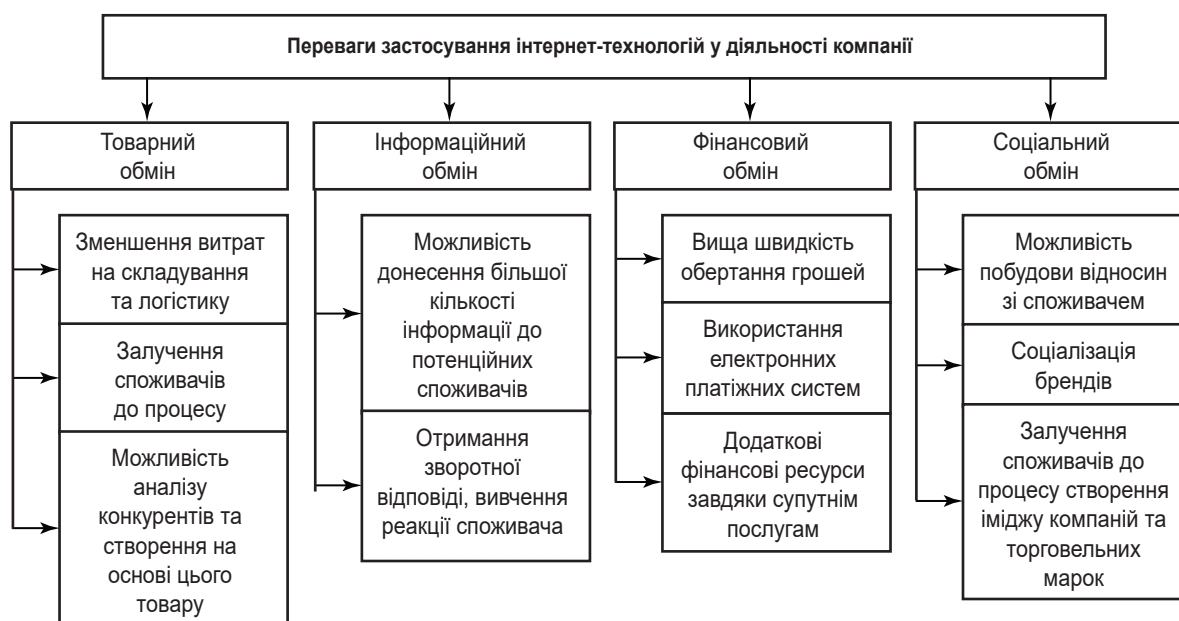 Переваги застосування інтернет-технологій у діяльності компанії
Товарний
обмін
Зменшення витрат
на складування
та логістику
Залучення
споживачів
до процесу
Можливість
аналізу
конкурентів та
створення на
основі цього
товару
Інформаційний
обмін
Можливість
донесення більшої
кількості
інформації до
потенційних
споживачів
Отримання
зворотної
відповіді, вивчення
реакції споживача
Фінансовий
обмін
Вища швидкість
обертання грошей
Використання
електронних
платіжних систем
Додаткові
фінансові ресурси
завдяки супутнім
послугам
Соціальний
обмін
Можливість
побудови відносин
зі споживачем
Соціалізація
брендів
Залучення
споживачів до
процесу створення
іміджу компаній та
торговельних
марок